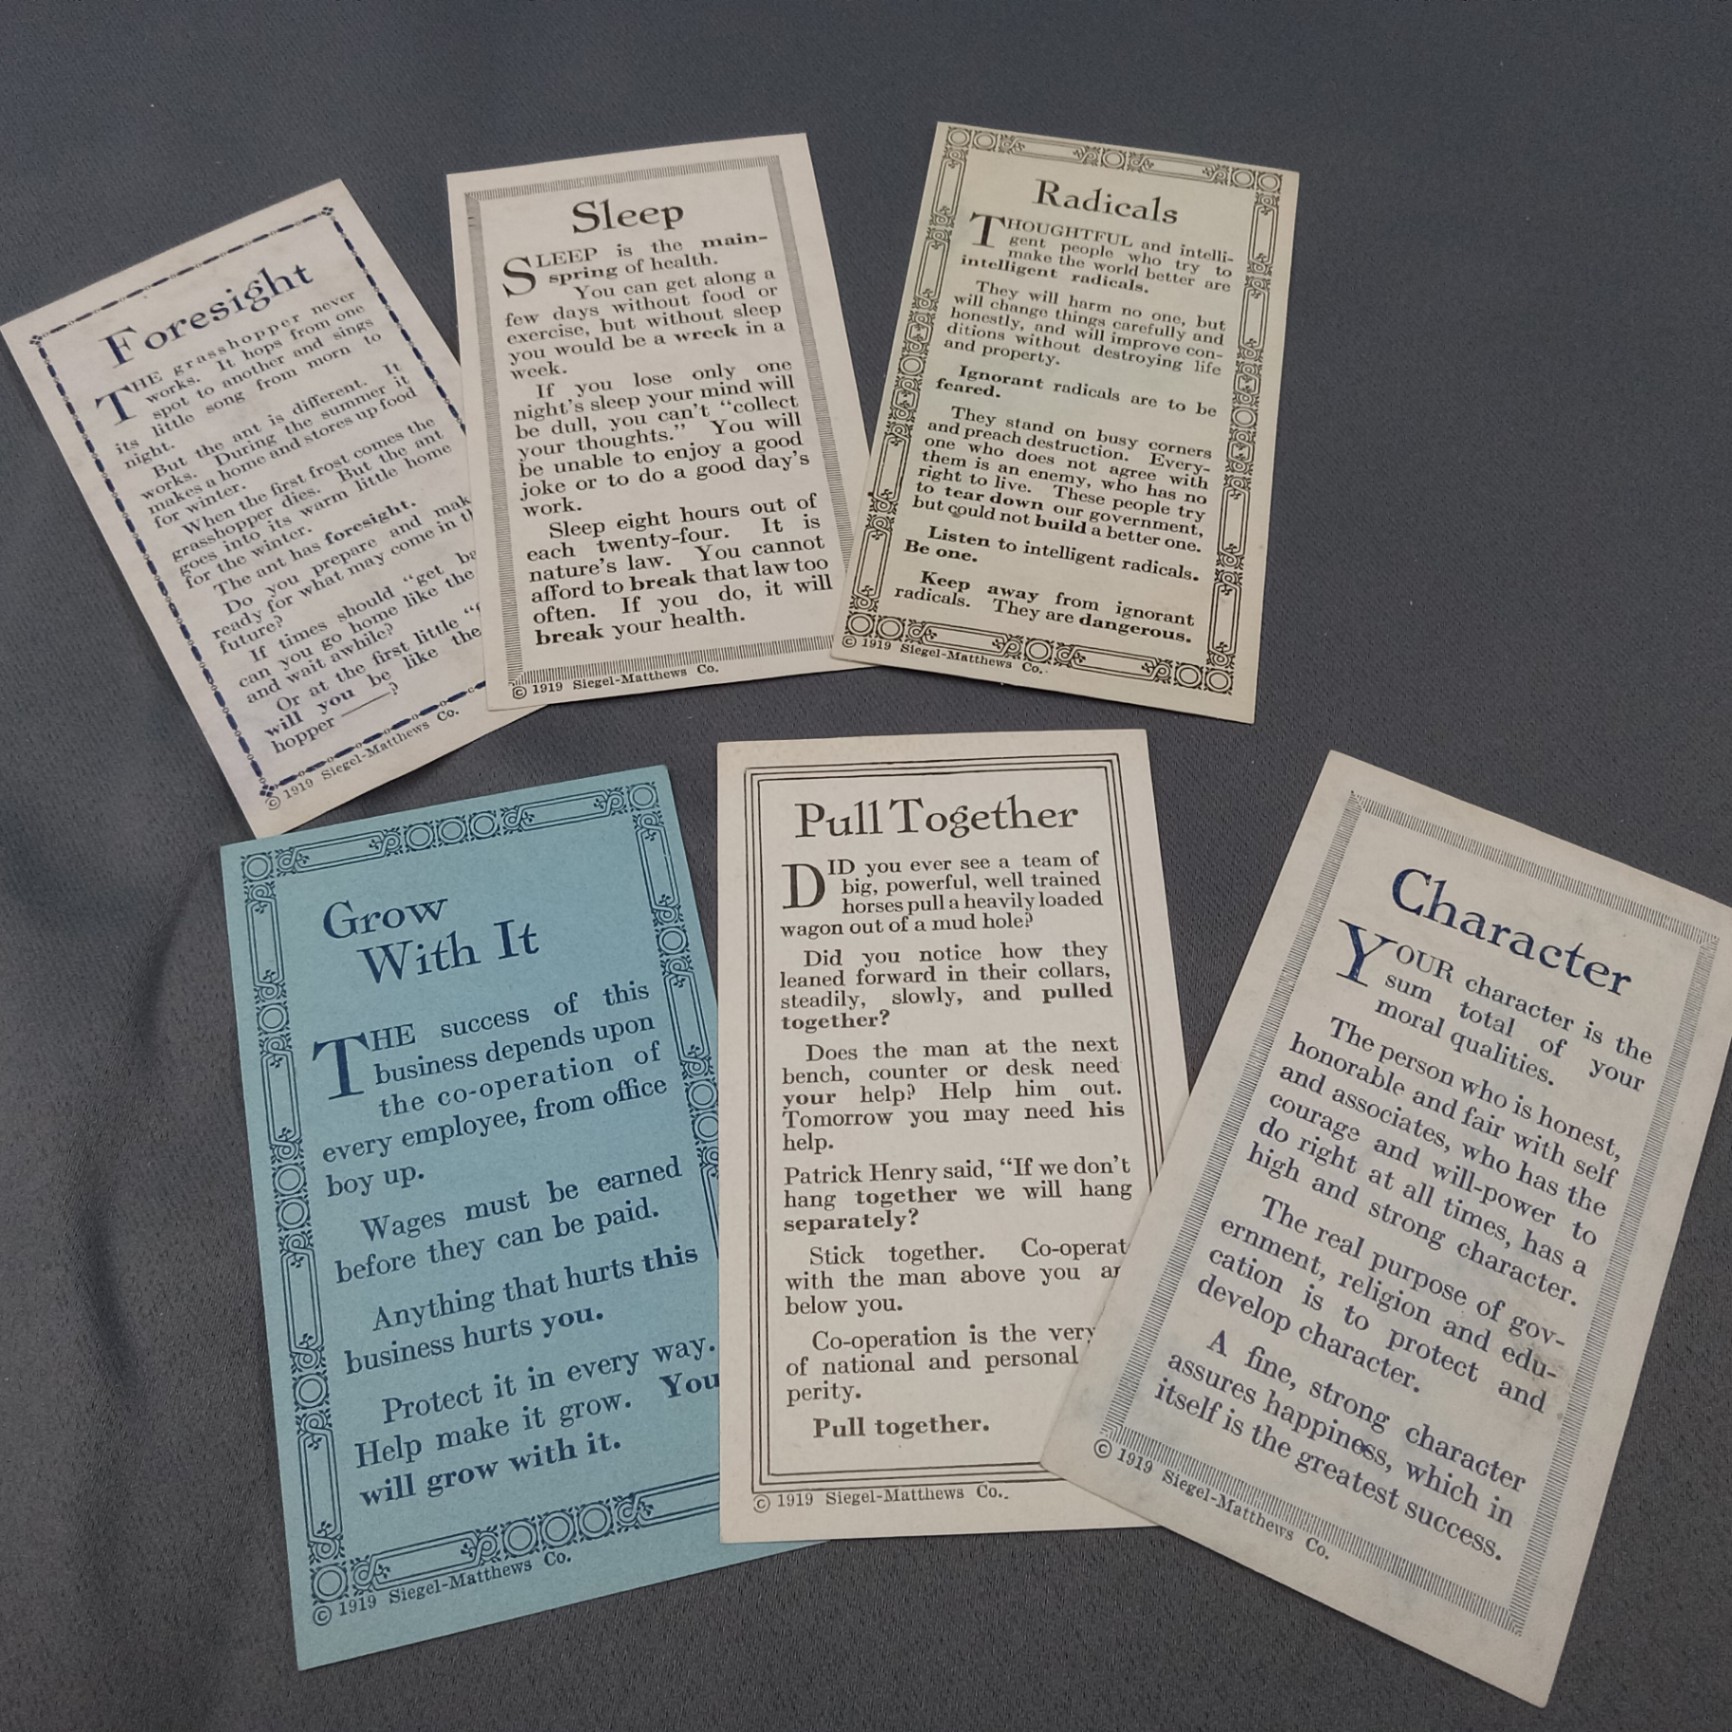 Foresight
THE grasshopper never
works. It hops from one
spot to another and sings
its little song from morn to
night.
But the ant is different. It
works. During the summer it
makes a home and stores up food
for winter.
When the first frost comes the
grasshopper dies. But the ant
goes into its warm little home
for the winter.
The ant has foresight.
Do you prepare and mak
ready for what may come in th
future?
If times should "get ba
can you go home like the
and wait awhile?
Or at the first little "f
will you be like the
hopper ——?
© 1919 Siegel-Matthews Co.
Sleep
SLEEP is the main-
spring of health.
You can get along a
few days without food or
exercise, but without sleep
you would be a wreck in a
week.
If you lose only one
night's sleep your mind will
be dull, you can't "collect
your thoughts." You will
be unable to enjoy a good
joke or to do a good day's
work.
Sleep eight hours out of
each twenty-four. It is
nature's law. You cannot
afford to break that law too
often. If you do, it will
break your health.
© 1919 Siegel-Matthews Co.
Radicals
THOUGHTFUL and intelli-
gent people who try to
make the world better are
intelligent radicals.
They will harm no one, but
will change things carefully and
honestly, and will improve con-
ditions without destroying life
and property.
Ignorant radicals are to be
feared.
They stand on busy corners
and preach destruction. Every-
one who does not agree with
them is an enemy, who has no
right to live. These people try
to tear down our government,
but could not build a better one.
Listen to intelligent radicals.
Be one.
Keep away from ignorant
radicals. They are dangerous.
© 1919 Siegel-Matthews Co.
Grow
With It
THE success of this
business depends upon
the co-operation of
every employee, from office
boy up.
Wages must be earned
before they can be paid.
Anything that hurts this
business hurts you.
Protect it in every way.
Help make it grow. You
will grow with it.
© 1919 Siegel-Matthews Co.
Pull Together
DID you ever see a team of
big, powerful, well trained
horses pull a heavily loaded
wagon out of a mud hole?
Did you notice how they
leaned forward in their collars,
steadily, slowly, and pulled
together?
Does the man at the next
bench, counter or desk need
your help? Help him out.
Tomorrow you may need his
help.
Patrick Henry said, "If we don't
hang together we will hang
separately?
Stick together. Co-operat
with the man above you an
below you.
Co-operation is the very
of national and personal
perity.
Pull together.
© 1919 Siegel-Matthews Co..
Character
YOUR character is the
sum total of your
moral qualities.
The person who is honest,
honorable and fair with self
and associates, who has the
courage and will-power to
do right at all times, has a
high and strong character.
The real purpose of gov-
ernment, religion and edu-
cation is to protect and
develop character.
A fine, strong character
assures happiness, which in
itself is the greatest success.
© 1919 Siegel-Matthews Co.